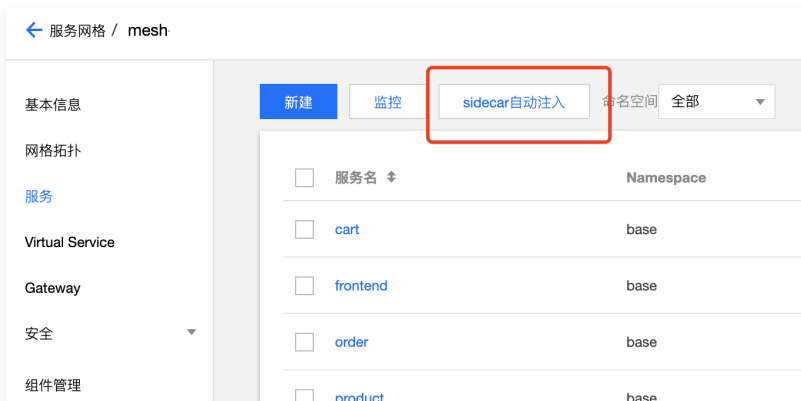 服务网格 / mesh
基本信息
网格拓扑
服务
Virtual Service
Gateway
安全
组件管理
新建 监控 sidecar自动注入 命名空间 全部
服务名 Namespace
cart base
frontend base
order base
product base